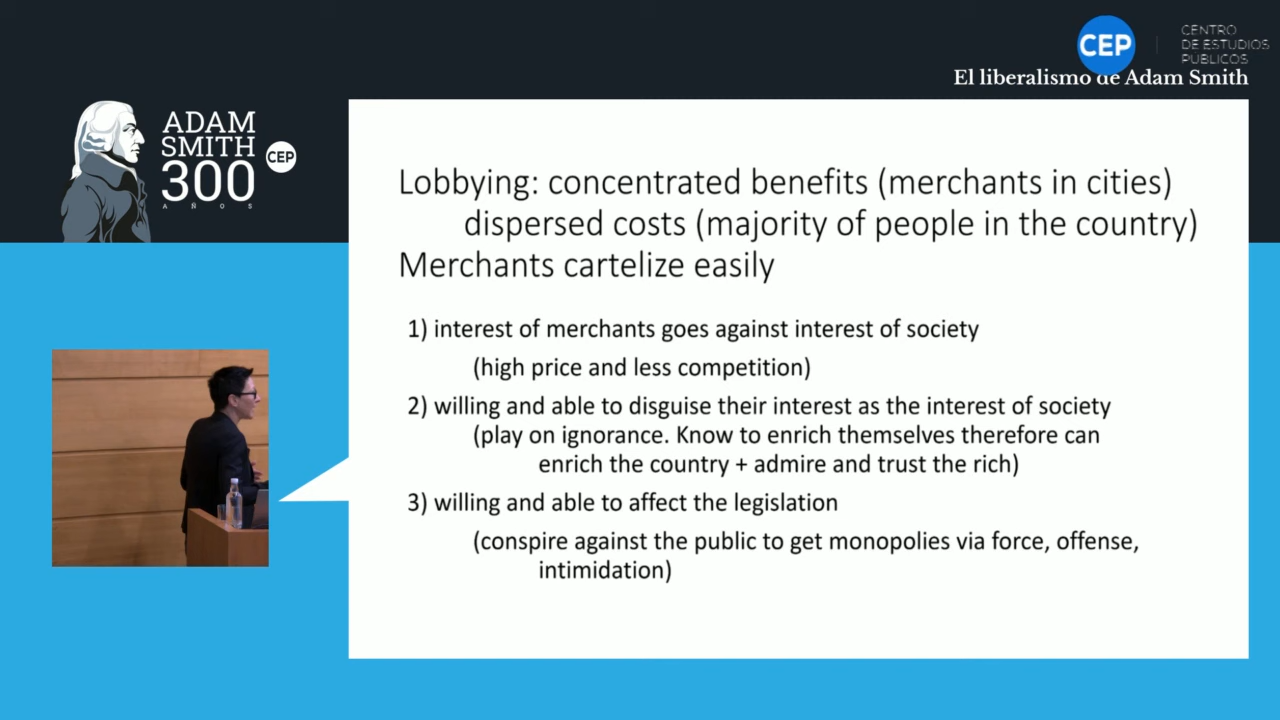 CEP
CENTRO
DE ESTUDIOS
PÚBLICOS
El liberalismo de Adam Smith
ADAM
SMITH
300
AÑOS
CEP
Lobbying: concentrated benefits (merchants in cities)
dispersed costs (majority of people in the country)
Merchants cartelize easily
1) interest of merchants goes against interest of society
(high price and less competition)
2) willing and able to disguise their interest as the interest of society
(play on ignorance. Know to enrich themselves therefore can
enrich the country + admire and trust the rich)
3) willing and able to affect the legislation
(conspire against the public to get monopolies via force, offense,
intimidation)